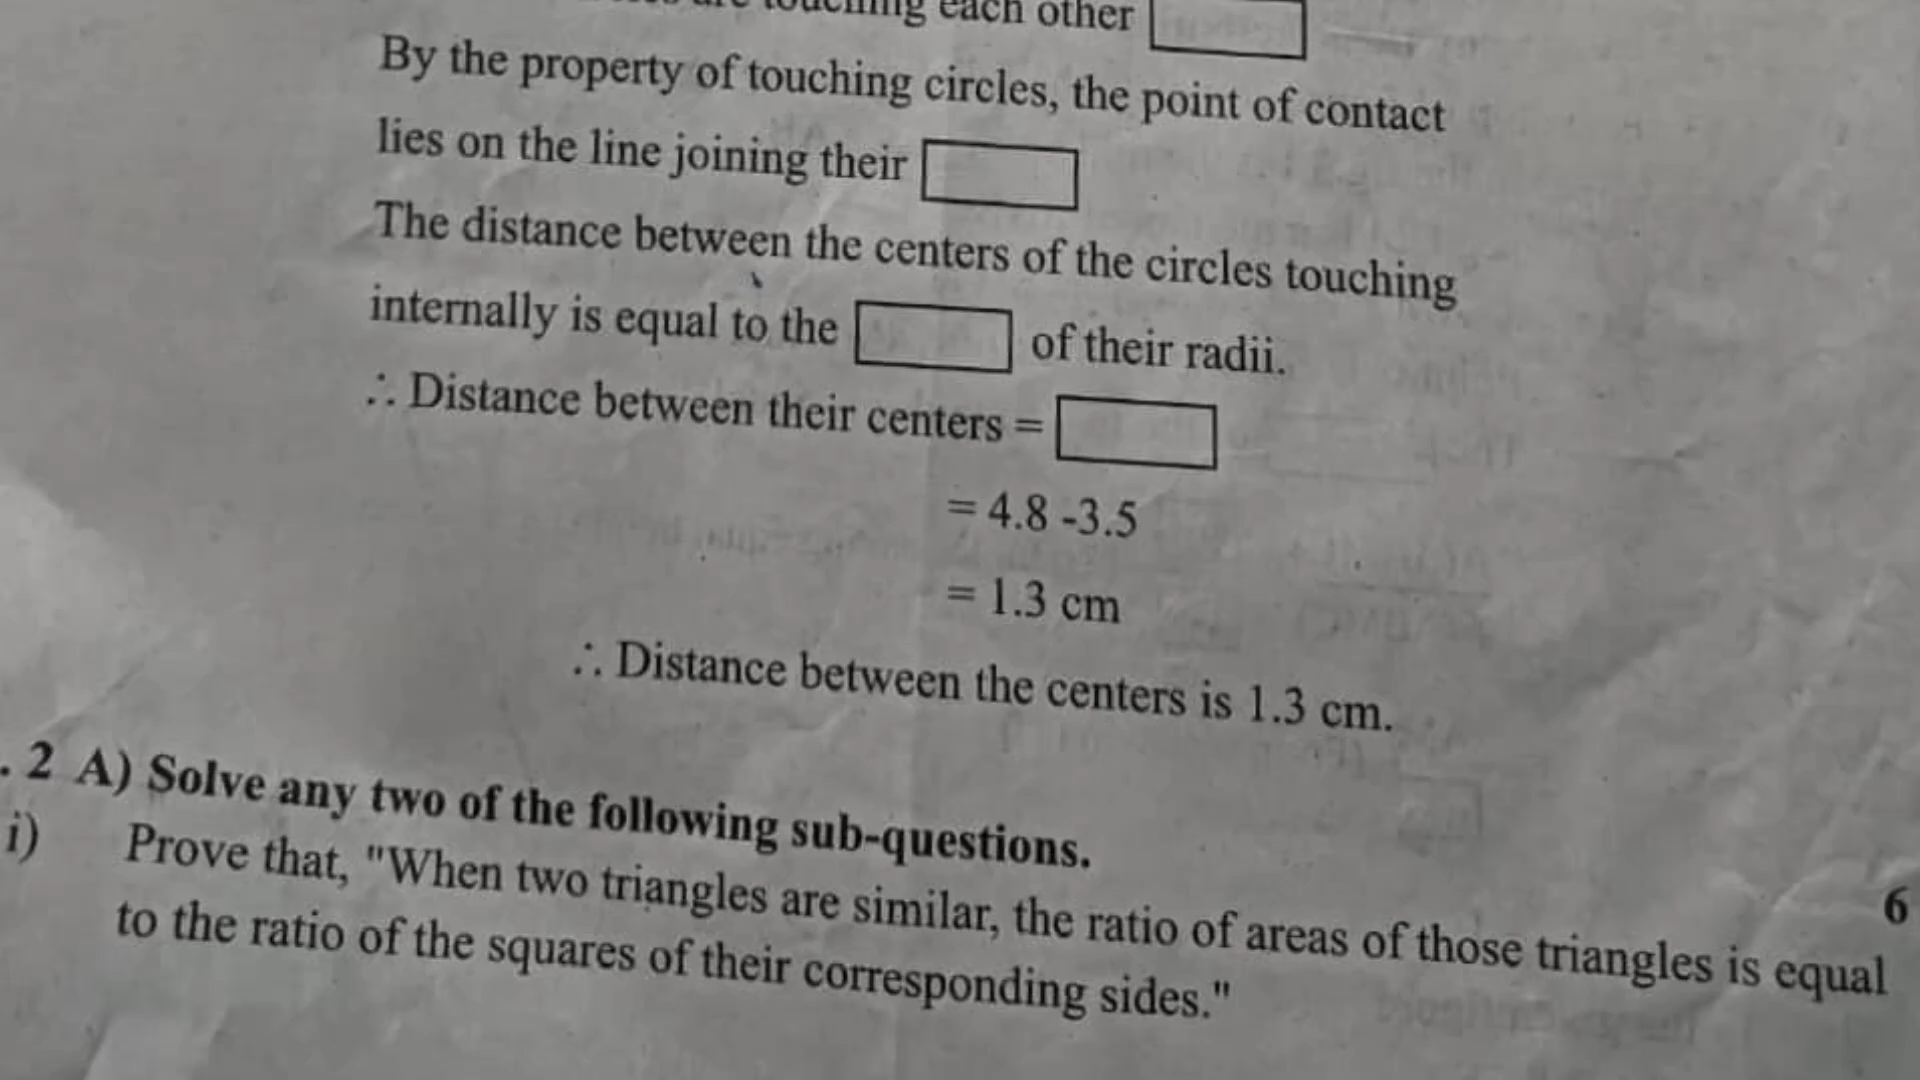 touching each other
By the property of touching circles, the point of contact
lies on the line joining their
The distance between the centers of the circles touching
internally is equal to the of their radii.
∴ Distance between their centers =
= 4.8 -3.5
= 1.3 cm
∴ Distance between the centers is 1.3 cm.
. 2 A) Solve any two of the following sub-questions.
6
i) Prove that, "When two triangles are similar, the ratio of areas of those triangles is equal
to the ratio of the squares of their corresponding sides."